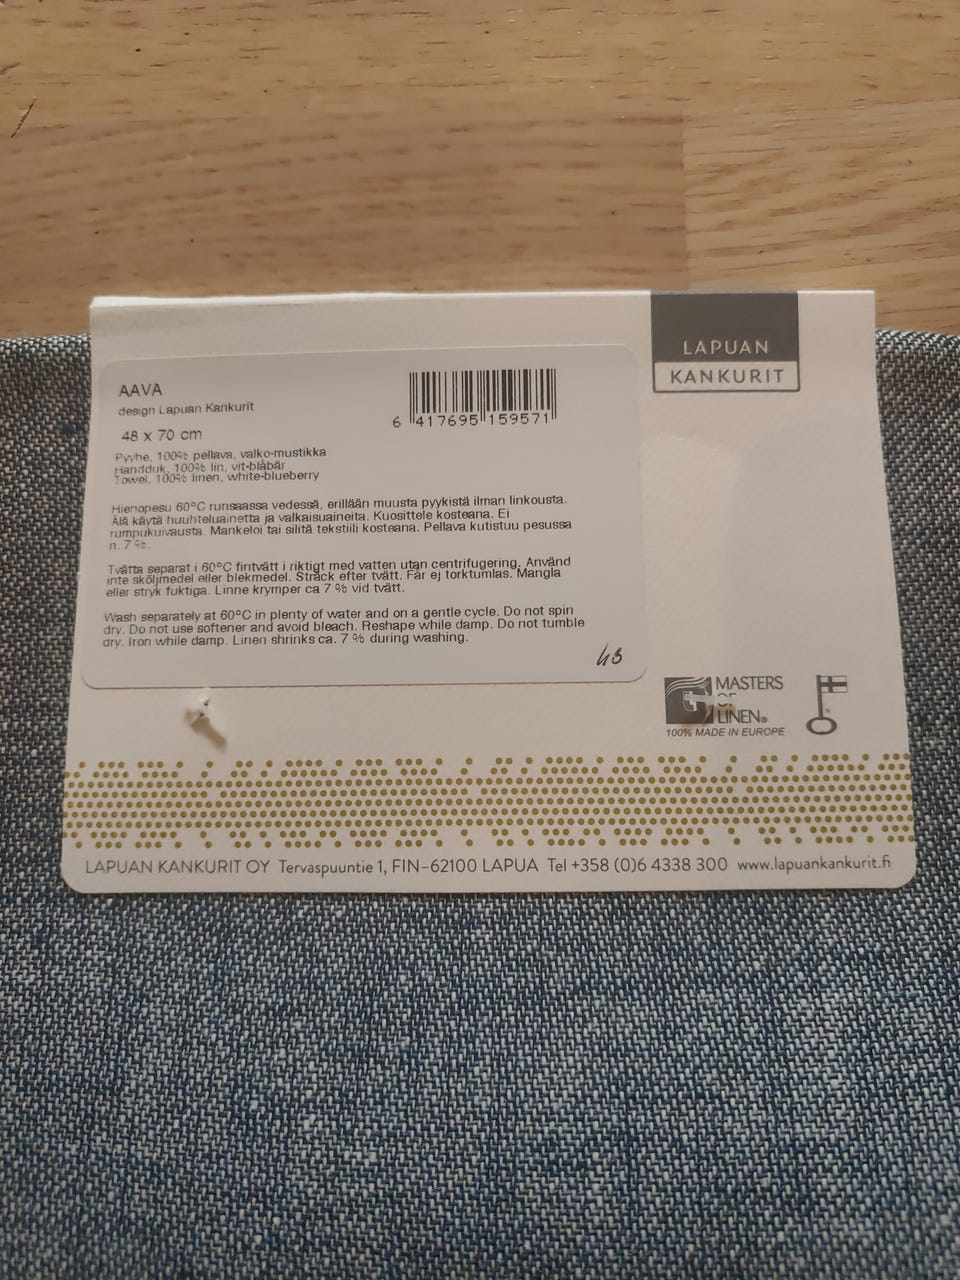 LAPUAN
KANKURIT
AAVA
design Lapuan Kankurit
48 x 70 cm
6 417695 159571
Pyyhe, 100% pellava, valko-mustikka
Handduk, 100% lin, vit-blåbär
Towel, 100% linen, white-blueberry
Hienopesu 60°C runsaassa vedessä, erillään muusta pyykistä ilman linkousta.
Älä käytä huuhteluainetta ja valkaisuaineita. Kuosittele kosteana. Ei
rumpukuivausta. Mankeloi tai silitä tekstiili kosteana. Pellava kutistuu pesussa
n. 7 %.
Tvätta separat i 60°C fintvätt i riktigt med vatten utan centrifugering. Använd
inte sköljmedel eller blekmedel. Sträck efter tvätt. Får ej torktumlas. Mangla
eller stryk fuktiga. Linne krymper ca 7 % vid tvätt.
Wash separately at 60°C in plenty of water and on a gentle cycle. Do not spin
dry. Do not use softener and avoid bleach. Reshape while damp. Do not tumble
dry. Iron while damp. Linen shrinks ca. 7 % during washing.
MASTERS
OF
LINEN®
100% MADE IN EUROPE
LAPUAN KANKURIT OY Tervaspuuntie 1, FIN–62100 LAPUA Tel +358 (0)6 4338 300 www.lapuankankurit.fi